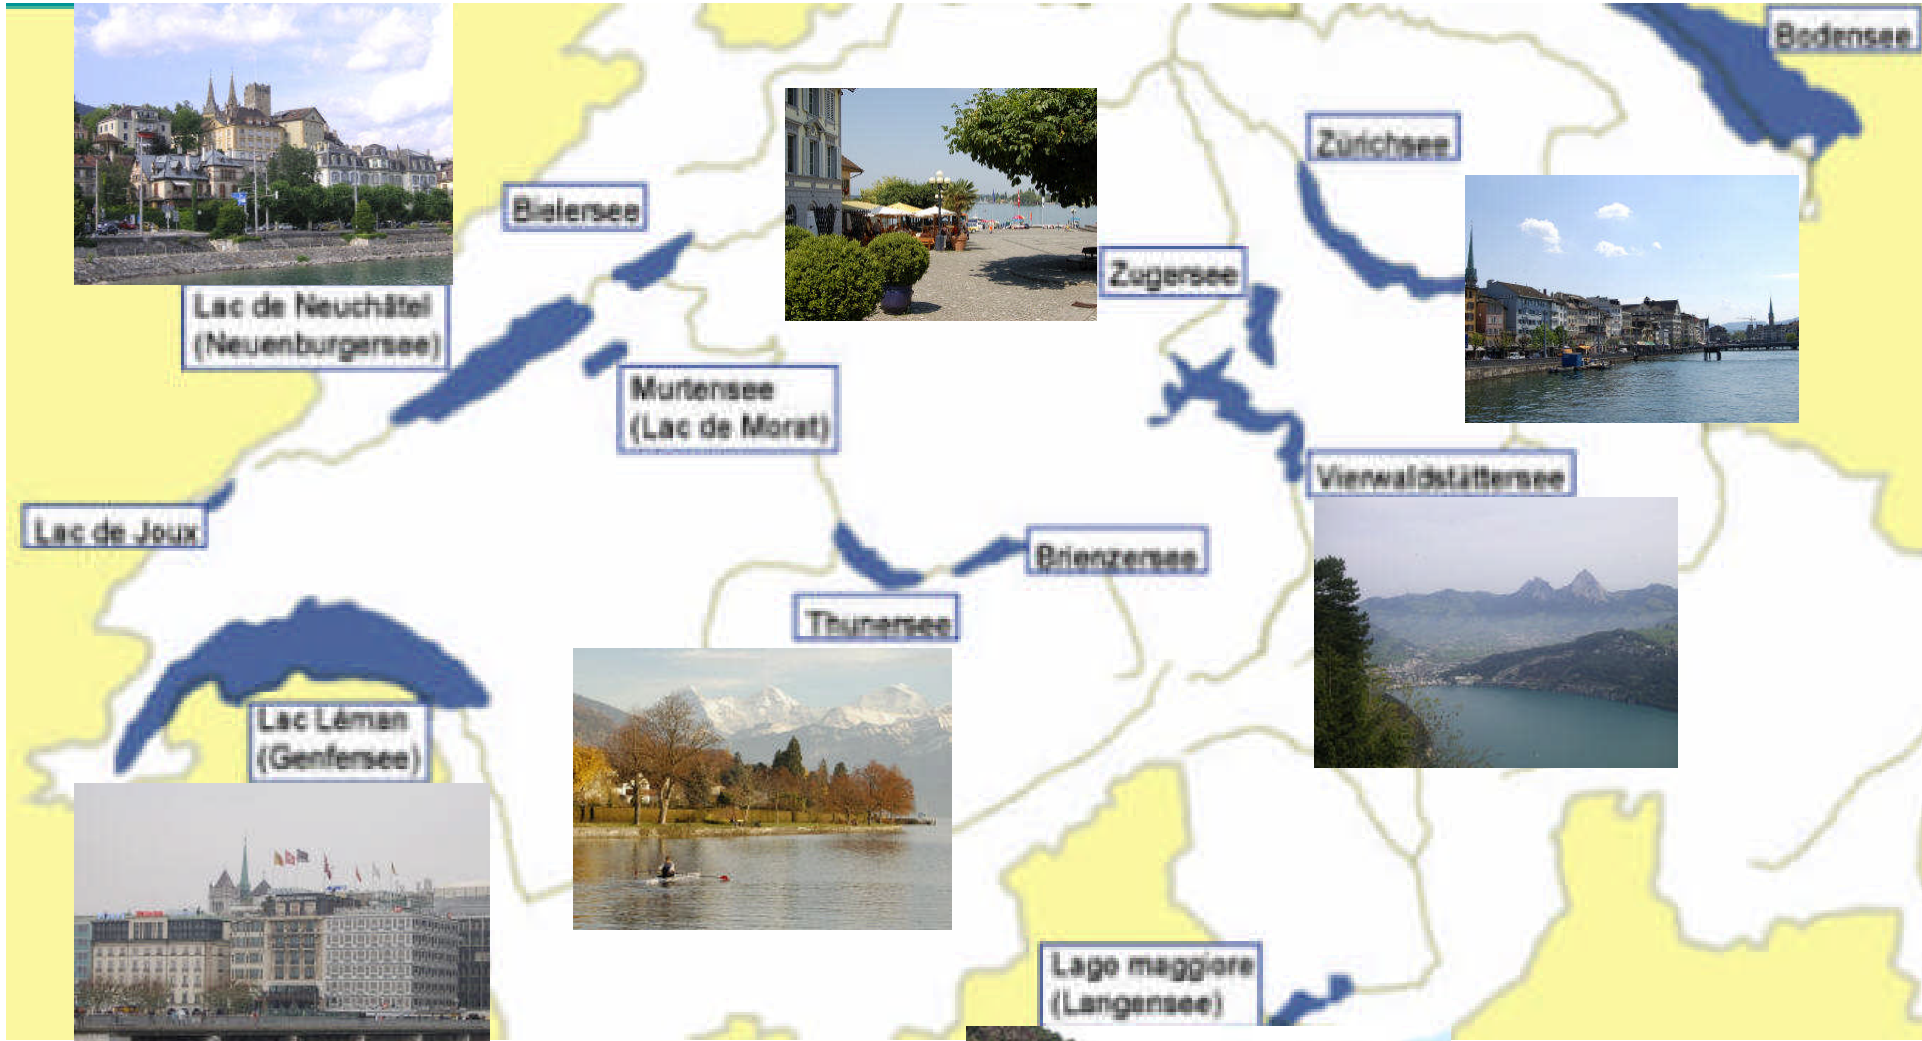 Bodensee
Zürichsee
Bielersee
Zugersee
Lac de Neuchâtel
(Neuenburgersee)
Murtensee
(Lac de Morat)
Vierwaldstättersee
Lac de Joux
Brienzersee
Thunersee
Lac Léman
(Genfersee)
Lago maggiore
(Langensee)